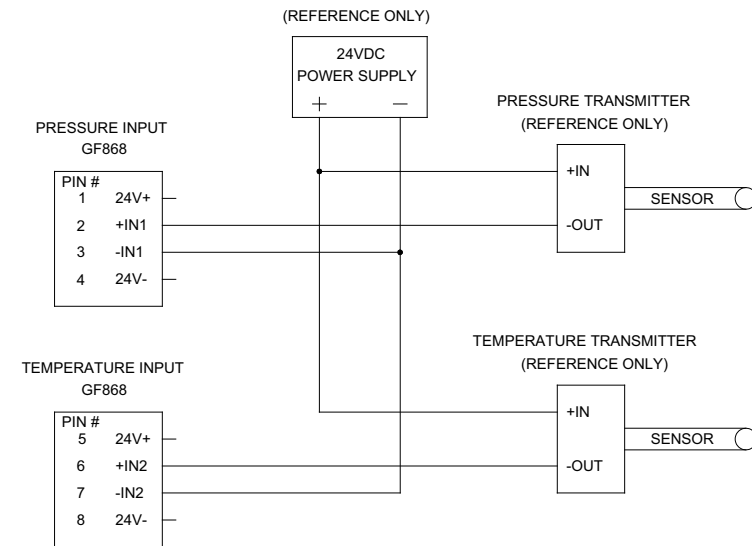 (REFERENCE ONLY)
24VDC
POWER SUPPLY
+ —
PRESSURE TRANSMITTER
(REFERENCE ONLY)
+IN
-OUT
SENSOR
PRESSURE INPUT
GF868
PIN #
1 24V+
2 +IN1
3 -IN1
4 24V-
TEMPERATURE TRANSMITTER
(REFERENCE ONLY)
+IN
-OUT
SENSOR
TEMPERATURE INPUT
GF868
PIN #
5 24V+
6 +IN2
7 -IN2
8 24V-